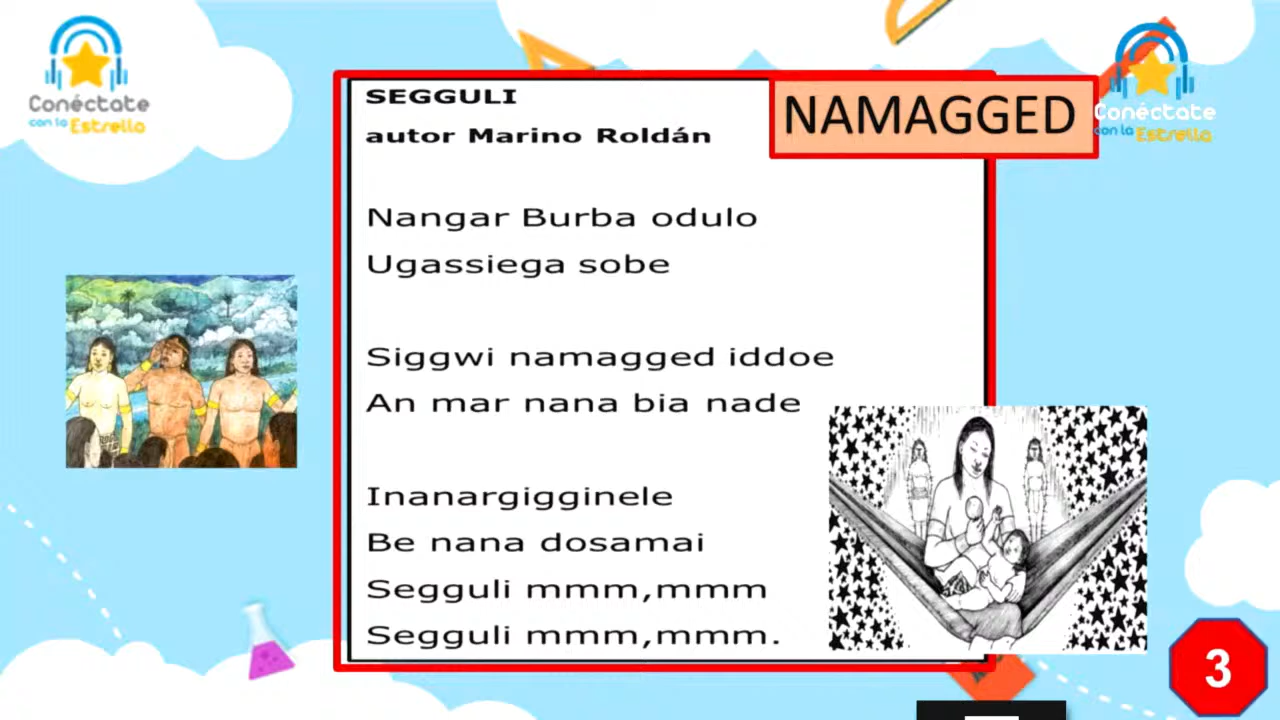 Conéctate
con la Estrella
SEGGULI
autor Marino Roldán
NAMAGGED
Conéctate
con la Estrella
Nangar Burba odulo
Ugassiega sobe
Siggwi namagged iddoe
An mar nana bia nade
Inanargigginele
Be nana dosamai
Segguli mmm,mmm
Segguli mmm,mmm.
3